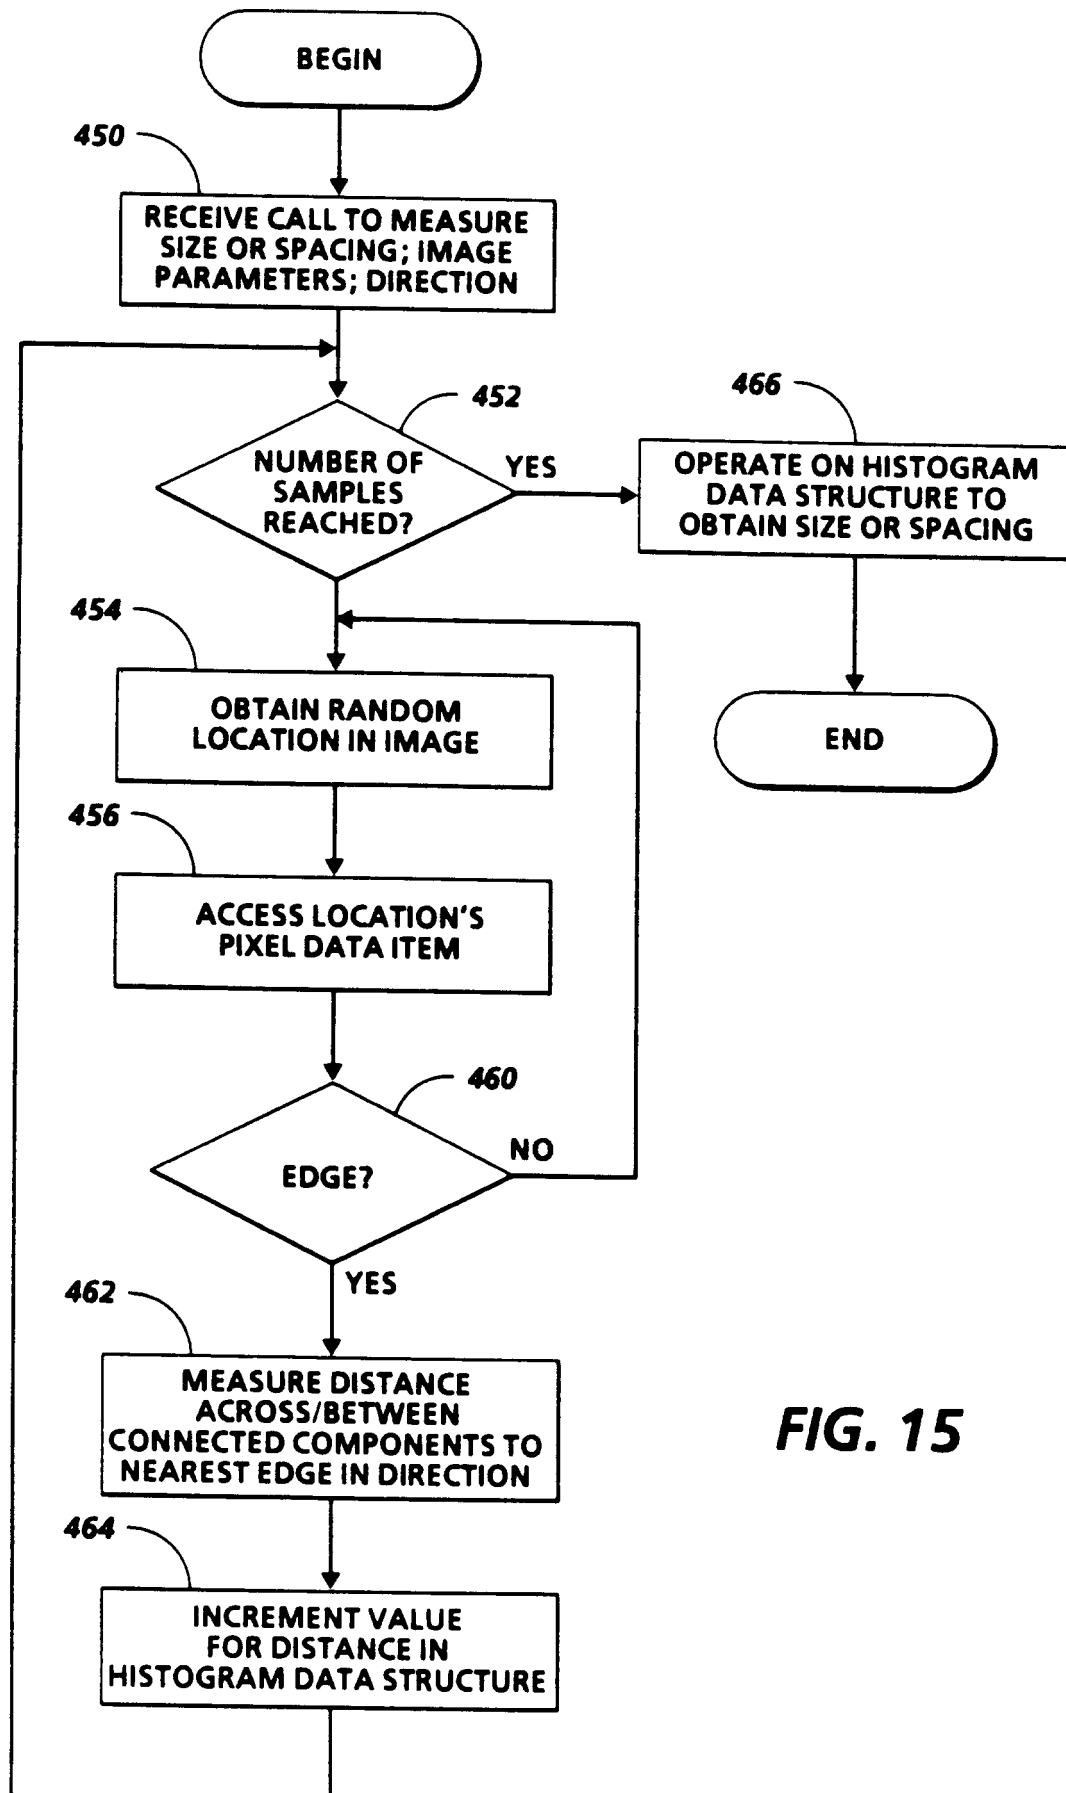 BEGIN
450
RECEIVE CALL TO MEASURE
SIZE OR SPACING; IMAGE
PARAMETERS; DIRECTION
452
NUMBER OF
SAMPLES
REACHED?
YES
466
OPERATE ON HISTOGRAM
DATA STRUCTURE TO
OBTAIN SIZE OR SPACING
END
454
OBTAIN RANDOM
LOCATION IN IMAGE
456
ACCESS LOCATION'S
PIXEL DATA ITEM
460
EDGE?
NO
YES
462
MEASURE DISTANCE
ACROSS/BETWEEN
CONNECTED COMPONENTS TO
NEAREST EDGE IN DIRECTION
464
INCREMENT VALUE
FOR DISTANCE IN
HISTOGRAM DATA STRUCTURE
FIG. 15